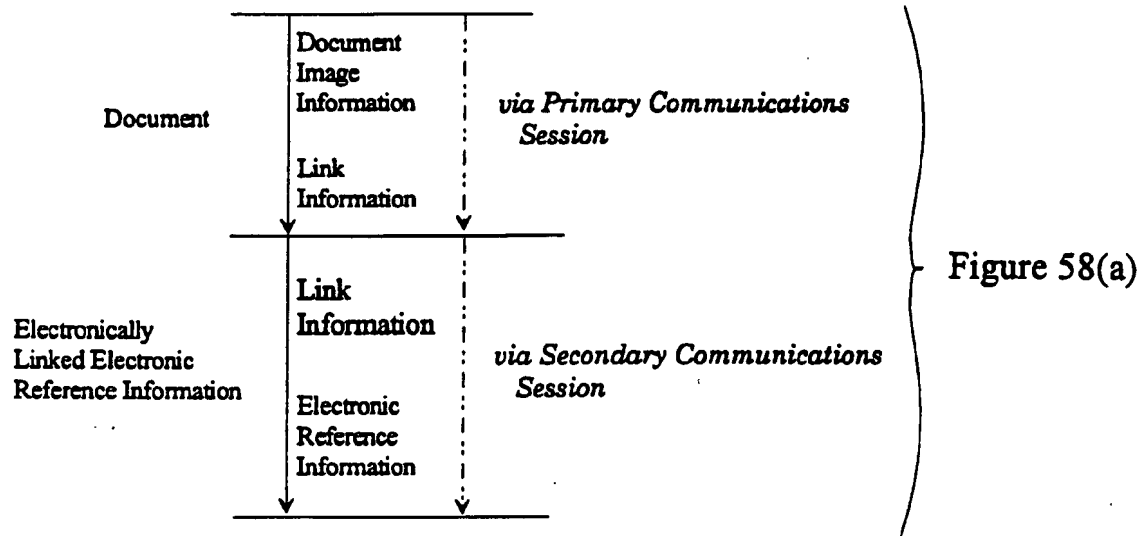 Document
Image
Information
Document
via Primary Communications
Session
Link
Information
Figure 58(a)
Link
Information
Electronically
Linked Electronic
Reference Information
via Secondary Communications
Session
Electronic
Reference
Information